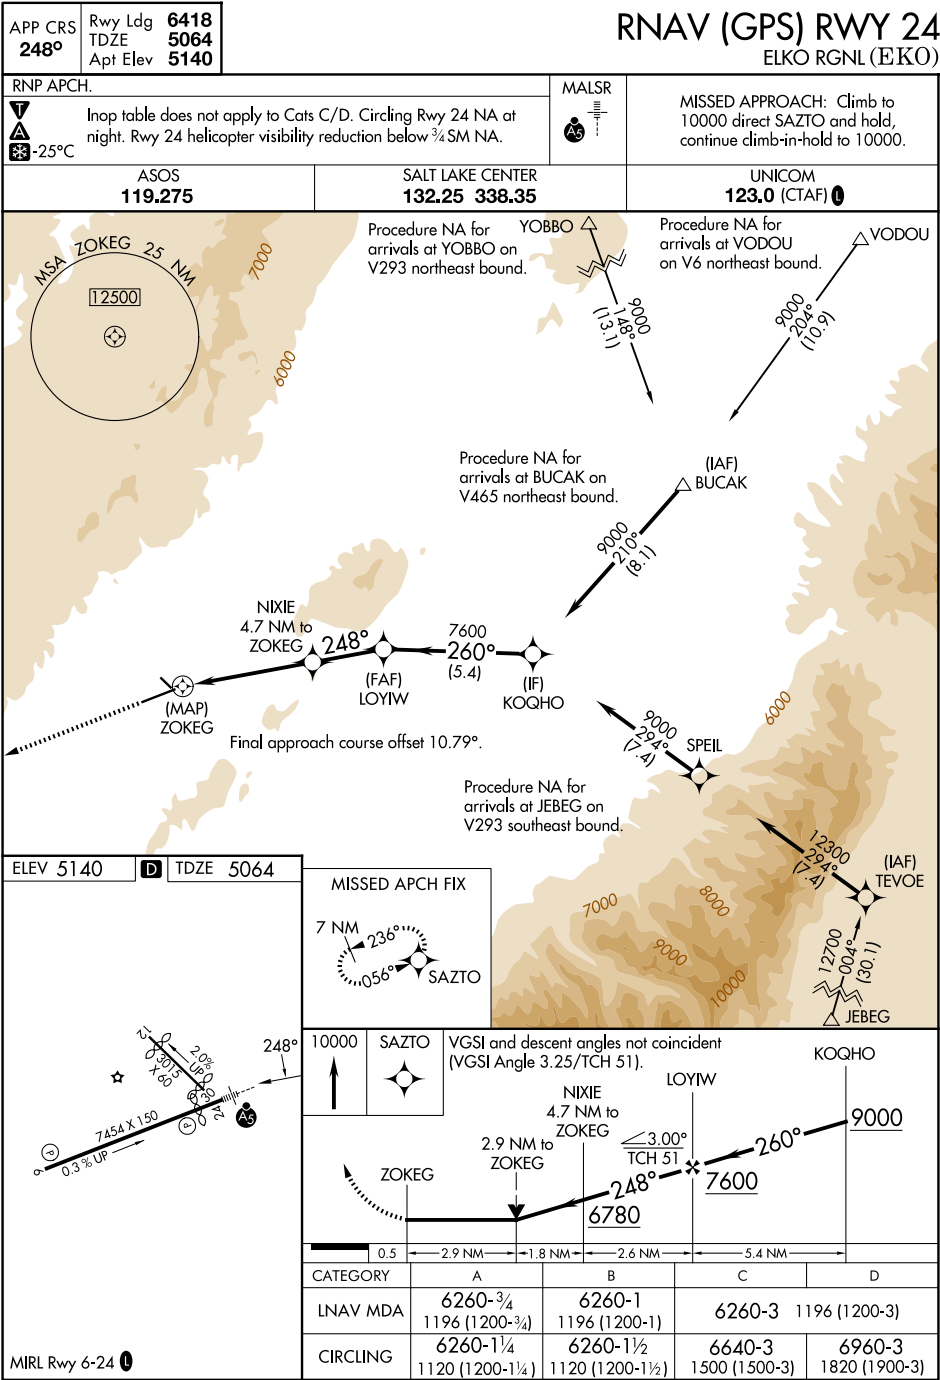 APP CRS
248°
Rwy Ldg 6418
TDZE 5064
Apt Elev 5140
RNAV (GPS) RWY 24
ELKO RGNL (EKO)
RNP APCH.
T
A
-25°C
Inop table does not apply to Cats C/D. Circling Rwy 24 NA at
night. Rwy 24 helicopter visibility reduction below ¾ SM NA.
MALSR
A5
MISSED APPROACH: Climb to
10000 direct SAZTO and hold,
continue climb-in-hold to 10000.
ASOS
119.275
SALT LAKE CENTER
132.25 338.35
UNICOM
123.0 (CTAF) L
MSA ZOKEG 25 NM
12500
7000
6000
Procedure NA for
arrivals at YOBBO on
V293 northeast bound.
YOBBO
9000
148°
(13.1)
Procedure NA for
arrivals at VODOU
on V6 northeast bound.
VODOU
9000
204°
(10.9)
Procedure NA for
arrivals at BUCAK on
V465 northeast bound.
(IAF)
BUCAK
9000
210°
(8.1)
NIXIE
4.7 NM to
ZOKEG
248°
7600
260°
(5.4)
(FAF)
LOYIW
(IF)
KOQHO
(MAP)
ZOKEG
Final approach course offset 10.79°.
9000
294°
(7.4)
SPEIL
6000
Procedure NA for
arrivals at JEBEG on
V293 southeast bound.
12300
294°
(7.4)
(IAF)
TEVOE
7000
8000
9000
10000
12700
004°
(30.1)
JEBEG
ELEV 5140
D
TDZE 5064
12
2.0%
UP
3015
X 60
30
24
P
P
7454 X 150
0.3 % UP
6
248°
A5
MIRL Rwy 6-24 L
MISSED APCH FIX
7 NM
236°
056°
SAZTO
10000
SAZTO
VGSI and descent angles not coincident
(VGSI Angle 3.25/TCH 51).
KOQHO
LOYIW
NIXIE
4.7 NM to
ZOKEG
2.9 NM to
ZOKEG
ZOKEG
3.00°
TCH 51
260°
9000
248°
7600
6780
0.5
2.9 NM
1.8 NM
2.6 NM
5.4 NM
CATEGORY A B C D
LNAV MDA
6260-¾
1196 (1200-¾)
6260-1
1196 (1200-1)
6260-3 1196 (1200-3)
CIRCLING
6260-1¼
1120 (1200-1¼)
6260-1½
1120 (1200-1½)
6640-3
1500 (1500-3)
6960-3
1820 (1900-3)